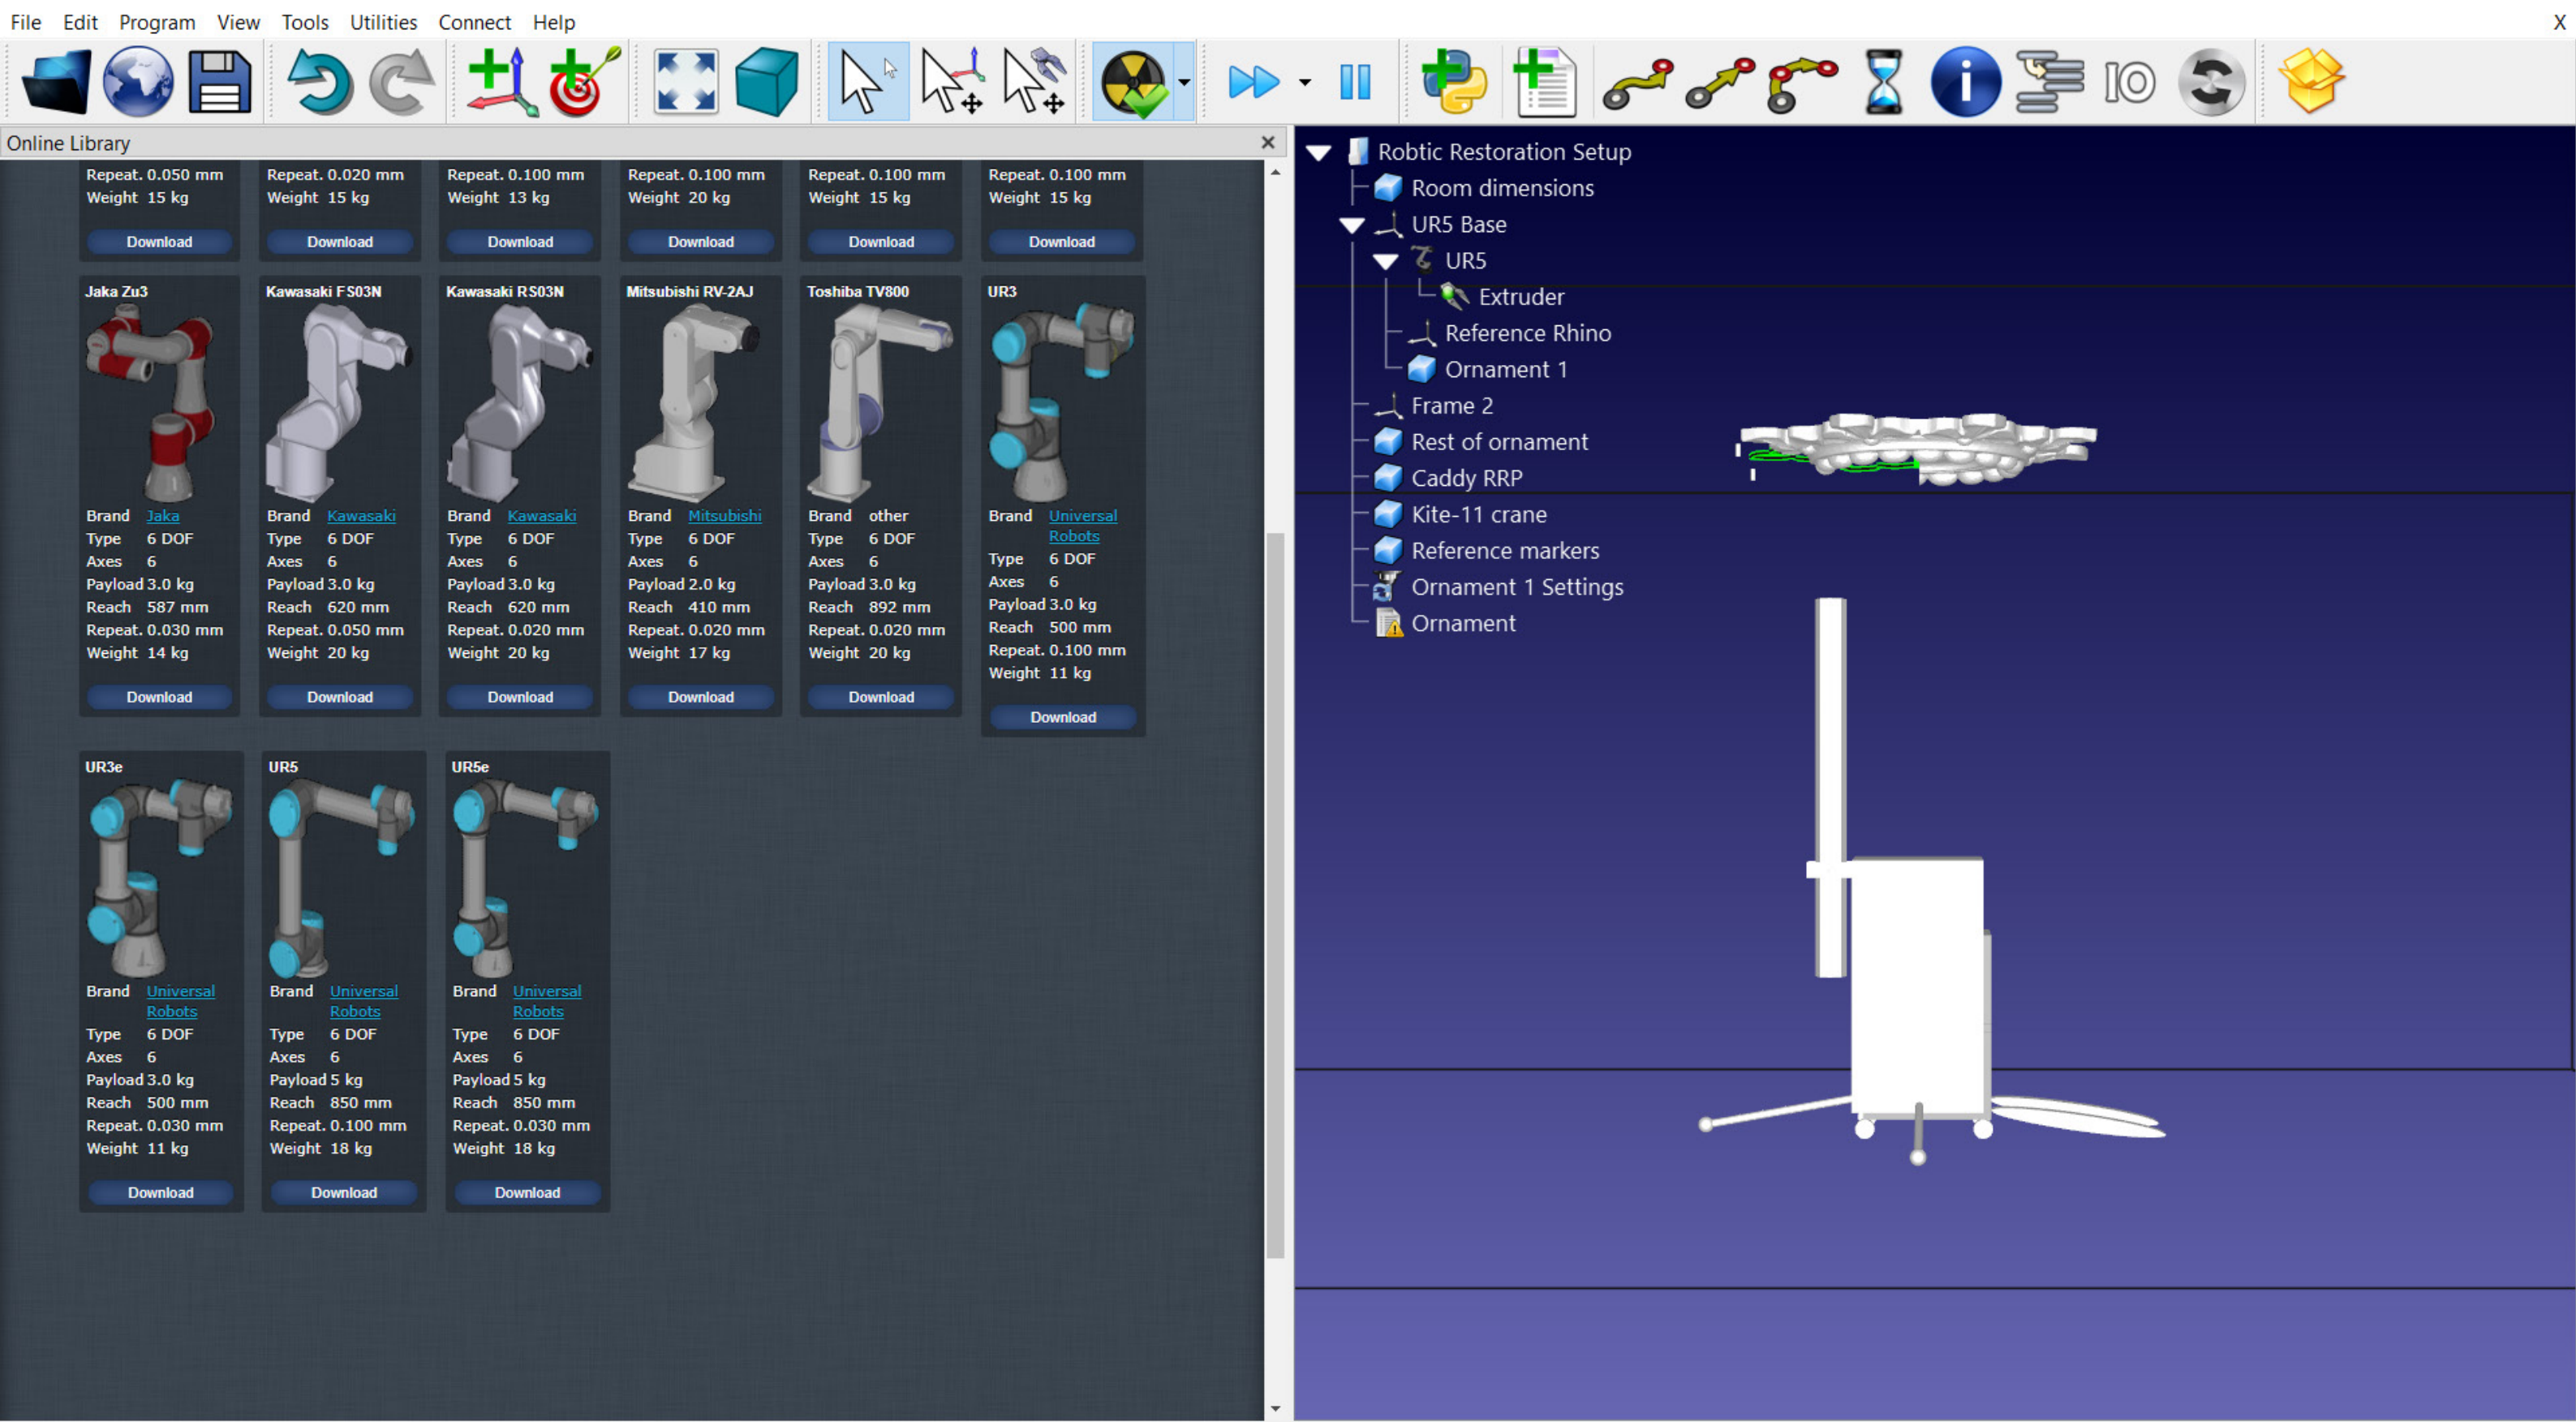 File Edit Program View Tools Utilities Connect Help X
IO
Online Library
Repeat. 0.050 mm
Weight 15 kg
Download
Repeat. 0.020 mm
Weight 15 kg
Download
Repeat. 0.100 mm
Weight 13 kg
Download
Repeat. 0.100 mm
Weight 20 kg
Download
Repeat. 0.100 mm
Weight 15 kg
Download
Repeat. 0.100 mm
Weight 15 kg
Download
Jaka Zu3
Brand Jaka
Type 6 DOF
Axes 6
Payload 3.0 kg
Reach 587 mm
Repeat. 0.030 mm
Weight 14 kg
Download
Kawasaki FS03N
Brand Kawasaki
Type 6 DOF
Axes 6
Payload 3.0 kg
Reach 620 mm
Repeat. 0.050 mm
Weight 20 kg
Download
Kawasaki RS03N
Brand Kawasaki
Type 6 DOF
Axes 6
Payload 3.0 kg
Reach 620 mm
Repeat. 0.020 mm
Weight 20 kg
Download
Mitsubishi RV-2AJ
Brand Mitsubishi
Type 6 DOF
Axes 6
Payload 2.0 kg
Reach 410 mm
Repeat. 0.020 mm
Weight 17 kg
Download
Toshiba TV800
Brand other
Type 6 DOF
Axes 6
Payload 3.0 kg
Reach 892 mm
Repeat. 0.020 mm
Weight 20 kg
Download
UR3
Brand Universal
Robots
Type 6 DOF
Axes 6
Payload 3.0 kg
Reach 500 mm
Repeat. 0.100 mm
Weight 11 kg
Download
UR3e
Brand Universal
Robots
Type 6 DOF
Axes 6
Payload 3.0 kg
Reach 500 mm
Repeat. 0.030 mm
Weight 11 kg
Download
UR5
Brand Universal
Robots
Type 6 DOF
Axes 6
Payload 5 kg
Reach 850 mm
Repeat. 0.100 mm
Weight 18 kg
Download
UR5e
Brand Universal
Robots
Type 6 DOF
Axes 6
Payload 5 kg
Reach 850 mm
Repeat. 0.030 mm
Weight 18 kg
Download
Robtic Restoration Setup
Room dimensions
UR5 Base
UR5
Extruder
Reference Rhino
Ornament 1
Frame 2
Rest of ornament
Caddy RRP
Kite-11 crane
Reference markers
Ornament 1 Settings
Ornament